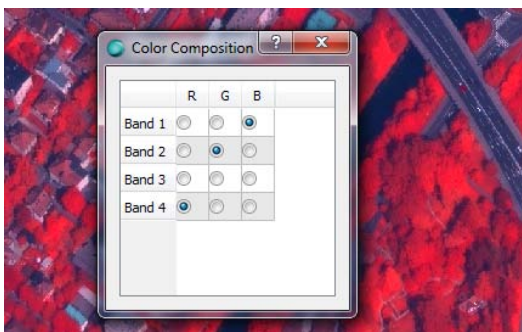 Color Composition ? X
R G B
Band 1
Band 2
Band 3
Band 4